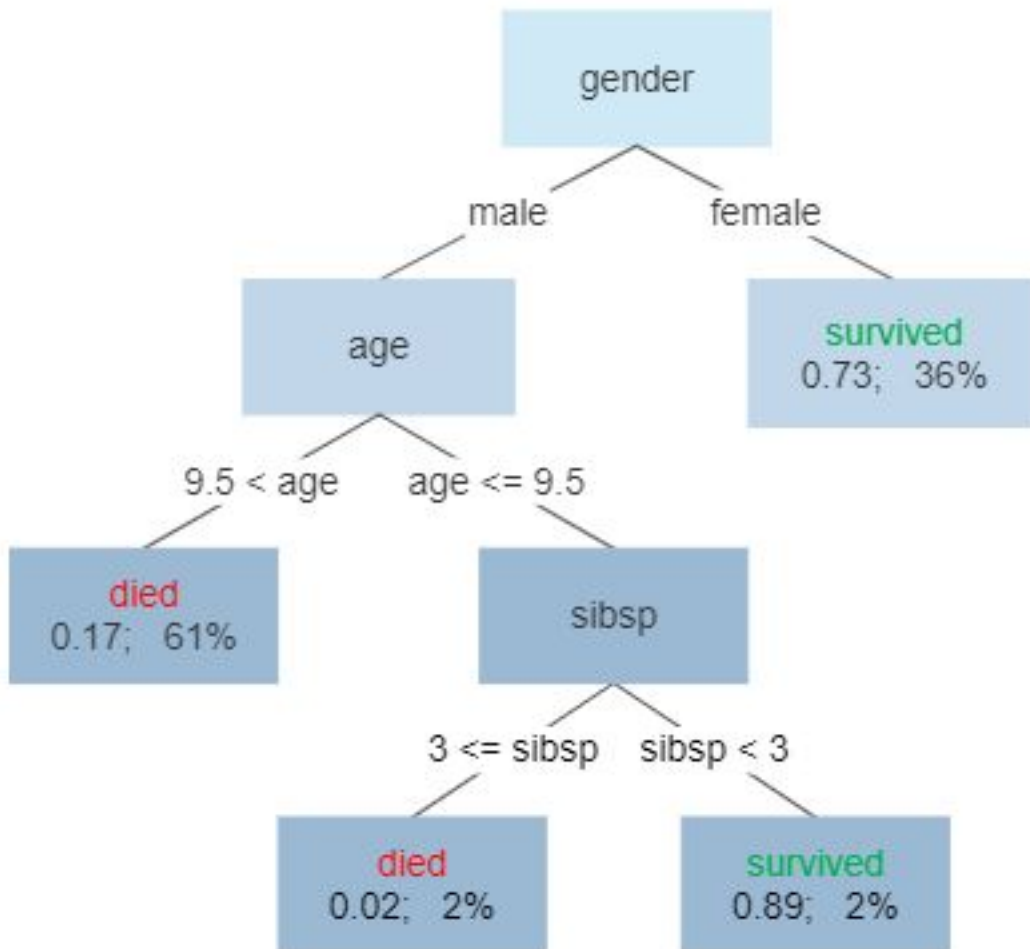 gender
male female
age
survived
0.73; 36%
9.5 < age age <= 9.5
died
0.17; 61%
sibsp
3 <= sibsp sibsp < 3
died
0.02; 2%
survived
0.89; 2%